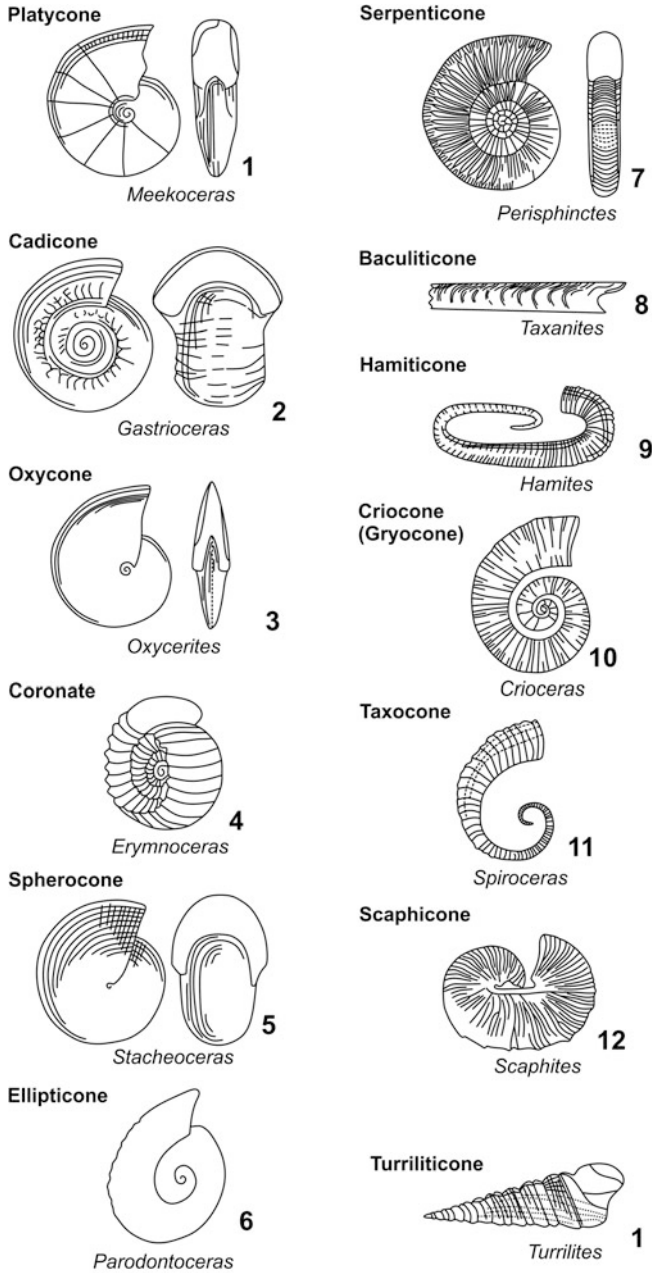 Platycone
1
Meekoceras
Cadicone
2
Gastrioceras
Oxycone
3
Oxycerites
Coronate
4
Erymnoceras
Spherocone
5
Stacheoceras
Ellipticone
6
Parodontoceras
Serpenticone
7
Perisphinctes
Baculiticone
8
Taxanites
Hamiticone
9
Hamites
Criocone
(Gryocone)
10
Crioceras
Taxocone
11
Spiroceras
Scaphicone
12
Scaphites
Turriliticone
1
Turrilites